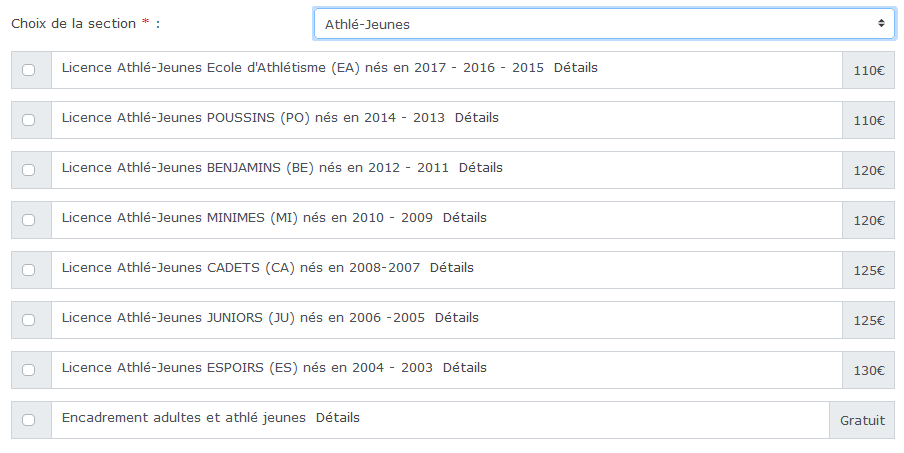 Choix de la section * : Athlé-Jeunes
Licence Athlé-Jeunes Ecole d'Athlétisme (EA) nés en 2017 - 2016 - 2015 Détails 110€
Licence Athlé-Jeunes POUSSINS (PO) nés en 2014 - 2013 Détails 110€
Licence Athlé-Jeunes BENJAMINS (BE) nés en 2012 - 2011 Détails 120€
Licence Athlé-Jeunes MINIMES (MI) nés en 2010 - 2009 Détails 120€
Licence Athlé-Jeunes CADETS (CA) nés en 2008-2007 Détails 125€
Licence Athlé-Jeunes JUNIORS (JU) nés en 2006 -2005 Détails 125€
Licence Athlé-Jeunes ESPOIRS (ES) nés en 2004 - 2003 Détails 130€
Encadrement adultes et athlé jeunes Détails Gratuit